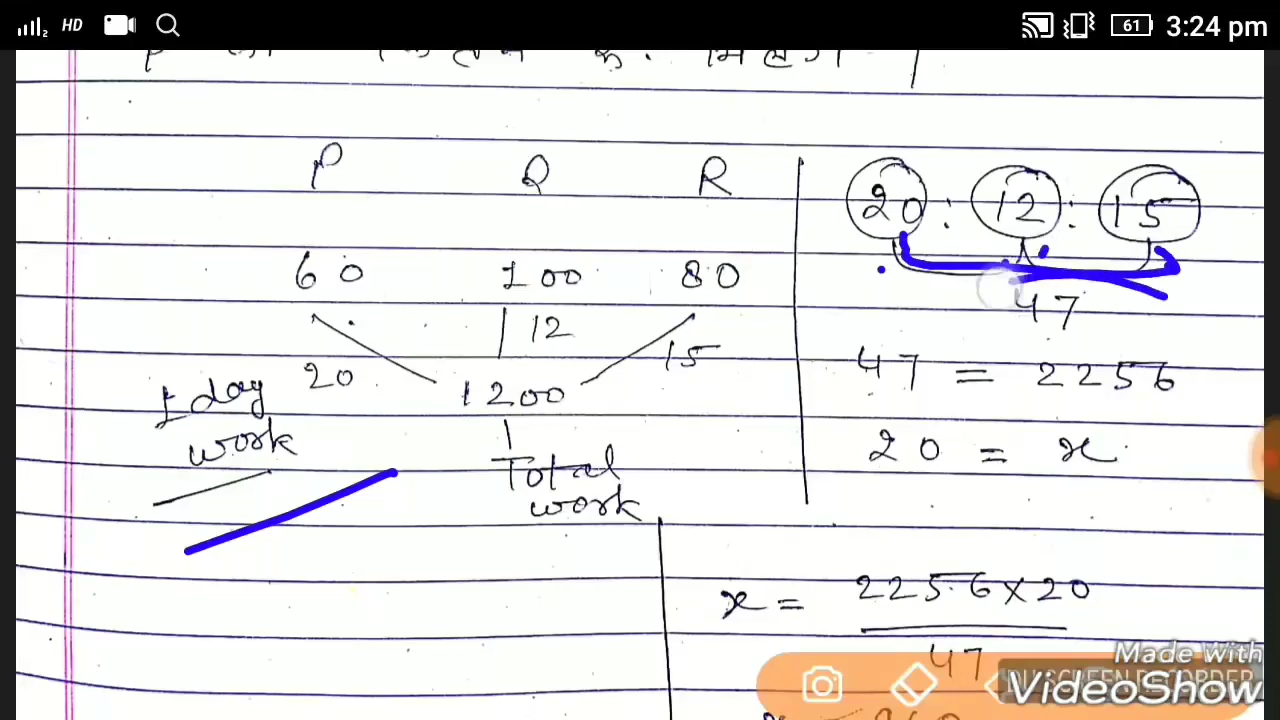 HD 61 3:24 pm
P
P Q R
20 : 12 : 15
60 100 80
12
47
20 1200 15
47 = 2256
1 day
work
20 = x
Total
work
x = 2256 x 20
47
Made With
VideoShow